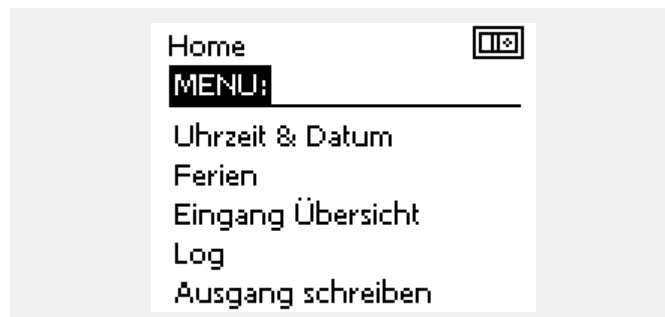 Home
MENU:
Uhrzeit & Datum
Ferien
Eingang Übersicht
Log
Ausgang schreiben